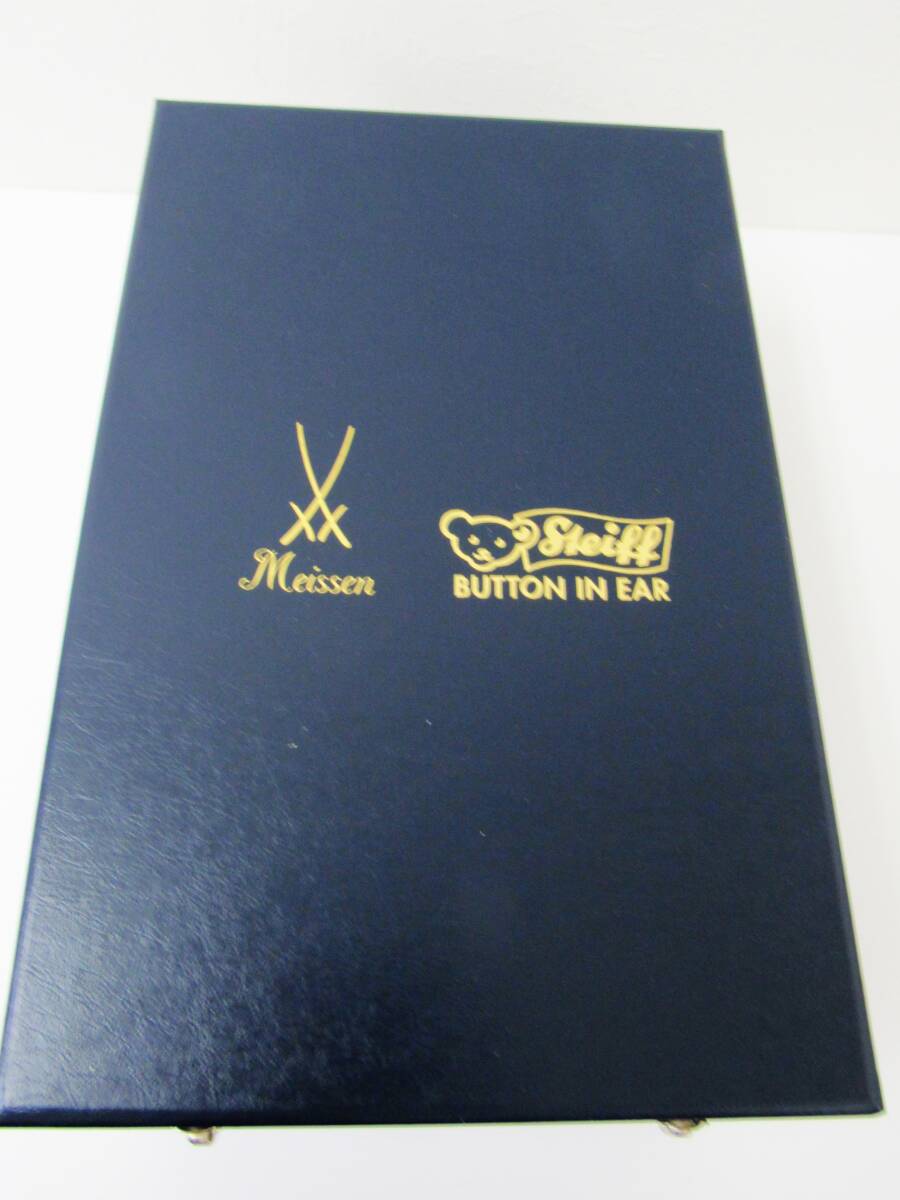 Meissen
Steiff
BUTTON IN EAR